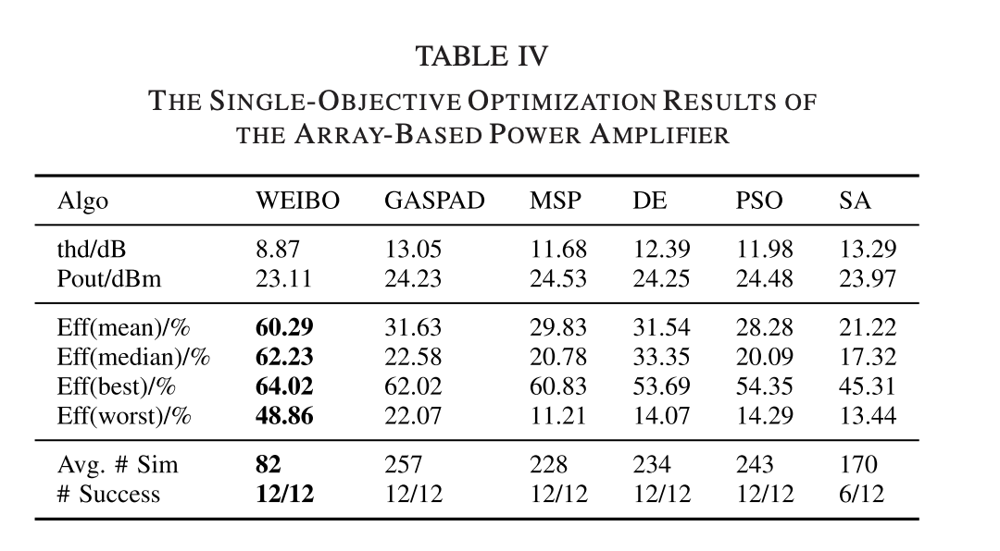 TABLE IV
THE SINGLE-OBJECTIVE OPTIMIZATION RESULTS OF
THE ARRAY-BASED POWER AMPLIFIER
Algo WEIBO GASPAD MSP DE PSO SA
thd/dB 8.87 13.05 11.68 12.39 11.98 13.29
Pout/dBm 23.11 24.23 24.53 24.25 24.48 23.97
Eff(mean)/% 60.29 31.63 29.83 31.54 28.28 21.22
Eff(median)/% 62.23 22.58 20.78 33.35 20.09 17.32
Eff(best)/% 64.02 62.02 60.83 53.69 54.35 45.31
Eff(worst)/% 48.86 22.07 11.21 14.07 14.29 13.44
Avg. # Sim 82 257 228 234 243 170
# Success 12/12 12/12 12/12 12/12 12/12 6/12